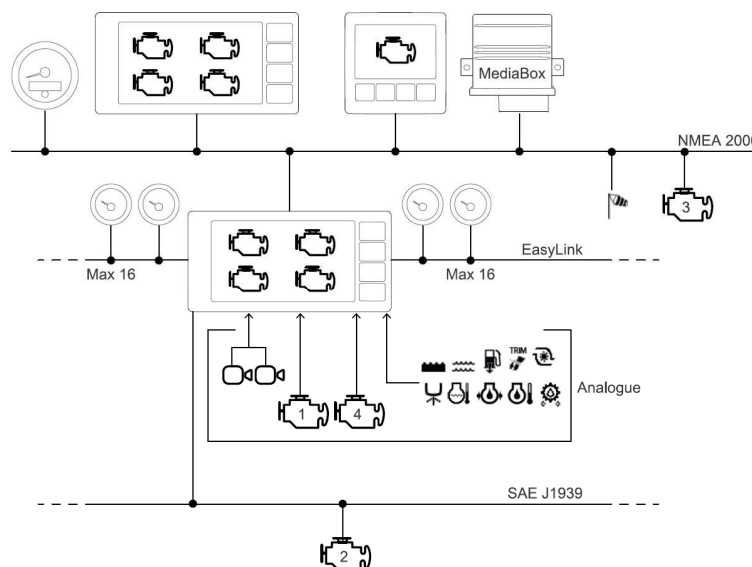 MediaBox
NMEA 2000
3
EasyLink
Max 16
Max 16
TRIM
1
4
Analogue
SAE J1939
2